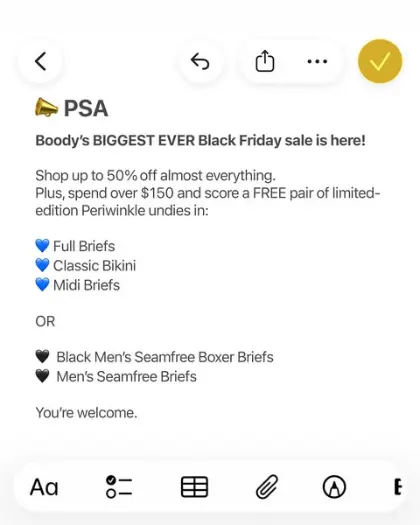 📣 PSA
Boody's BIGGEST EVER Black Friday sale is here!
Shop up to 50% off almost everything.
Plus, spend over $150 and score a FREE pair of limited-
edition Periwinkle undies in:
💙 Full Briefs
💙 Classic Bikini
💙 Midi Briefs
OR
🖤 Black Men's Seamfree Boxer Briefs
🖤 Men's Seamfree Briefs
You're welcome.
Aa